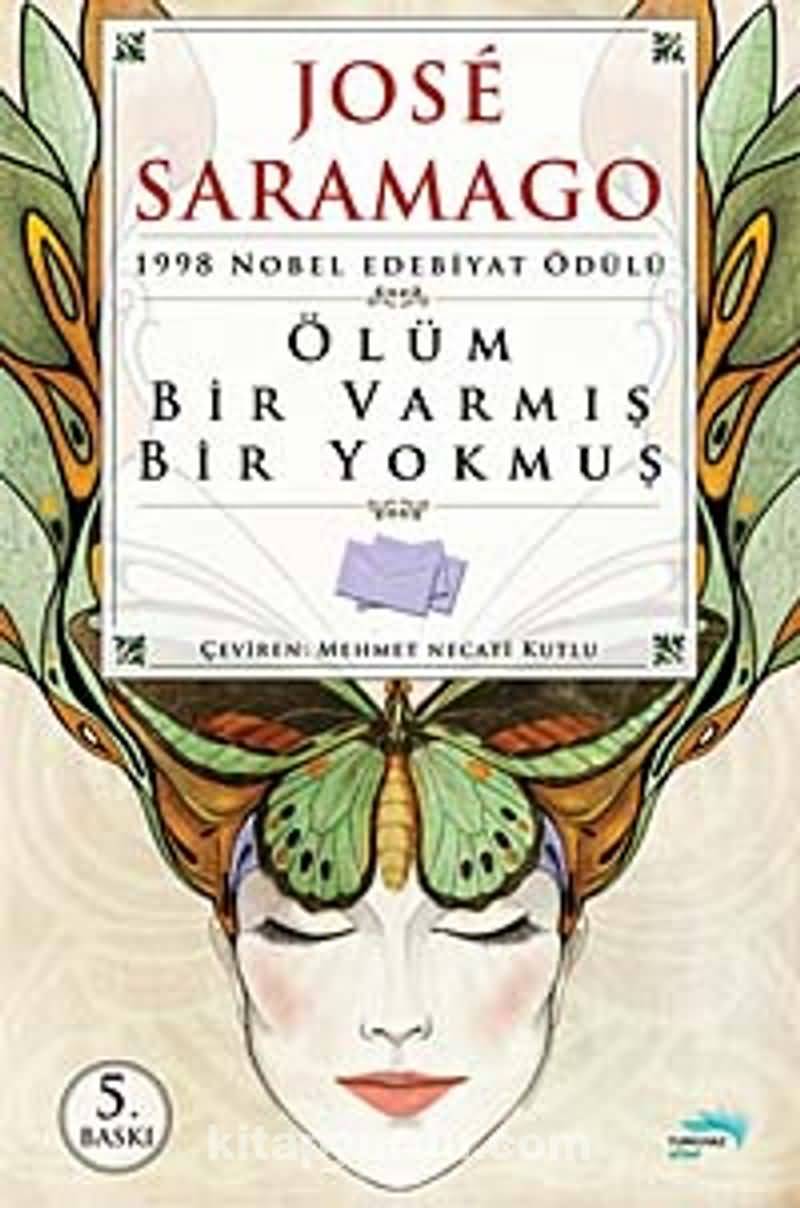 JOSÉ
SARAMAGO
1998 NOBEL EDEBİYAT ÖDÜLÜ
ÖLÜM
BİR VARMIŞ
BİR YOKMUŞ
ÇEVİREN: MEHMET NECATİ KUTLU
5.
BASKI